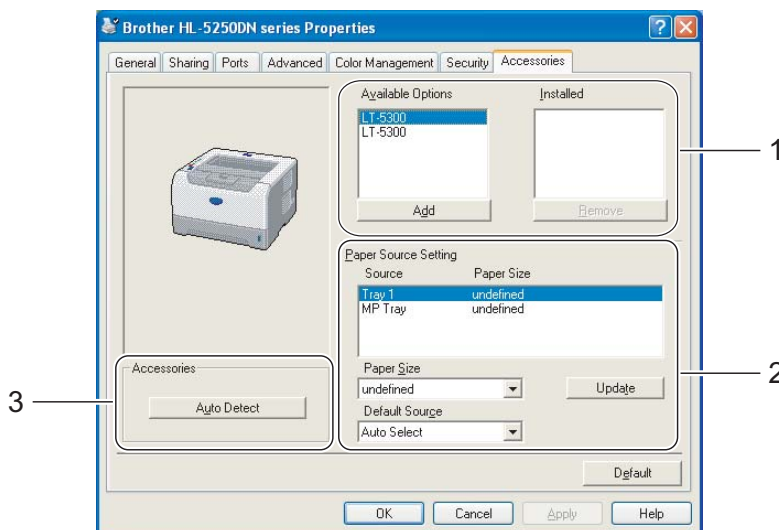 Brother HL-5250DN series Properties
General Sharing Ports Advanced Color Management Security Accessories
Available Options Installed
LT-5300
LT-5300
Add Remove
1
Paper Source Setting
Source Paper Size
Tray 1 undefined
MP Tray undefined
Paper Size
undefined Update
Default Source
Auto Select
2
Accessories
Auto Detect
3
Default
OK Cancel Apply Help